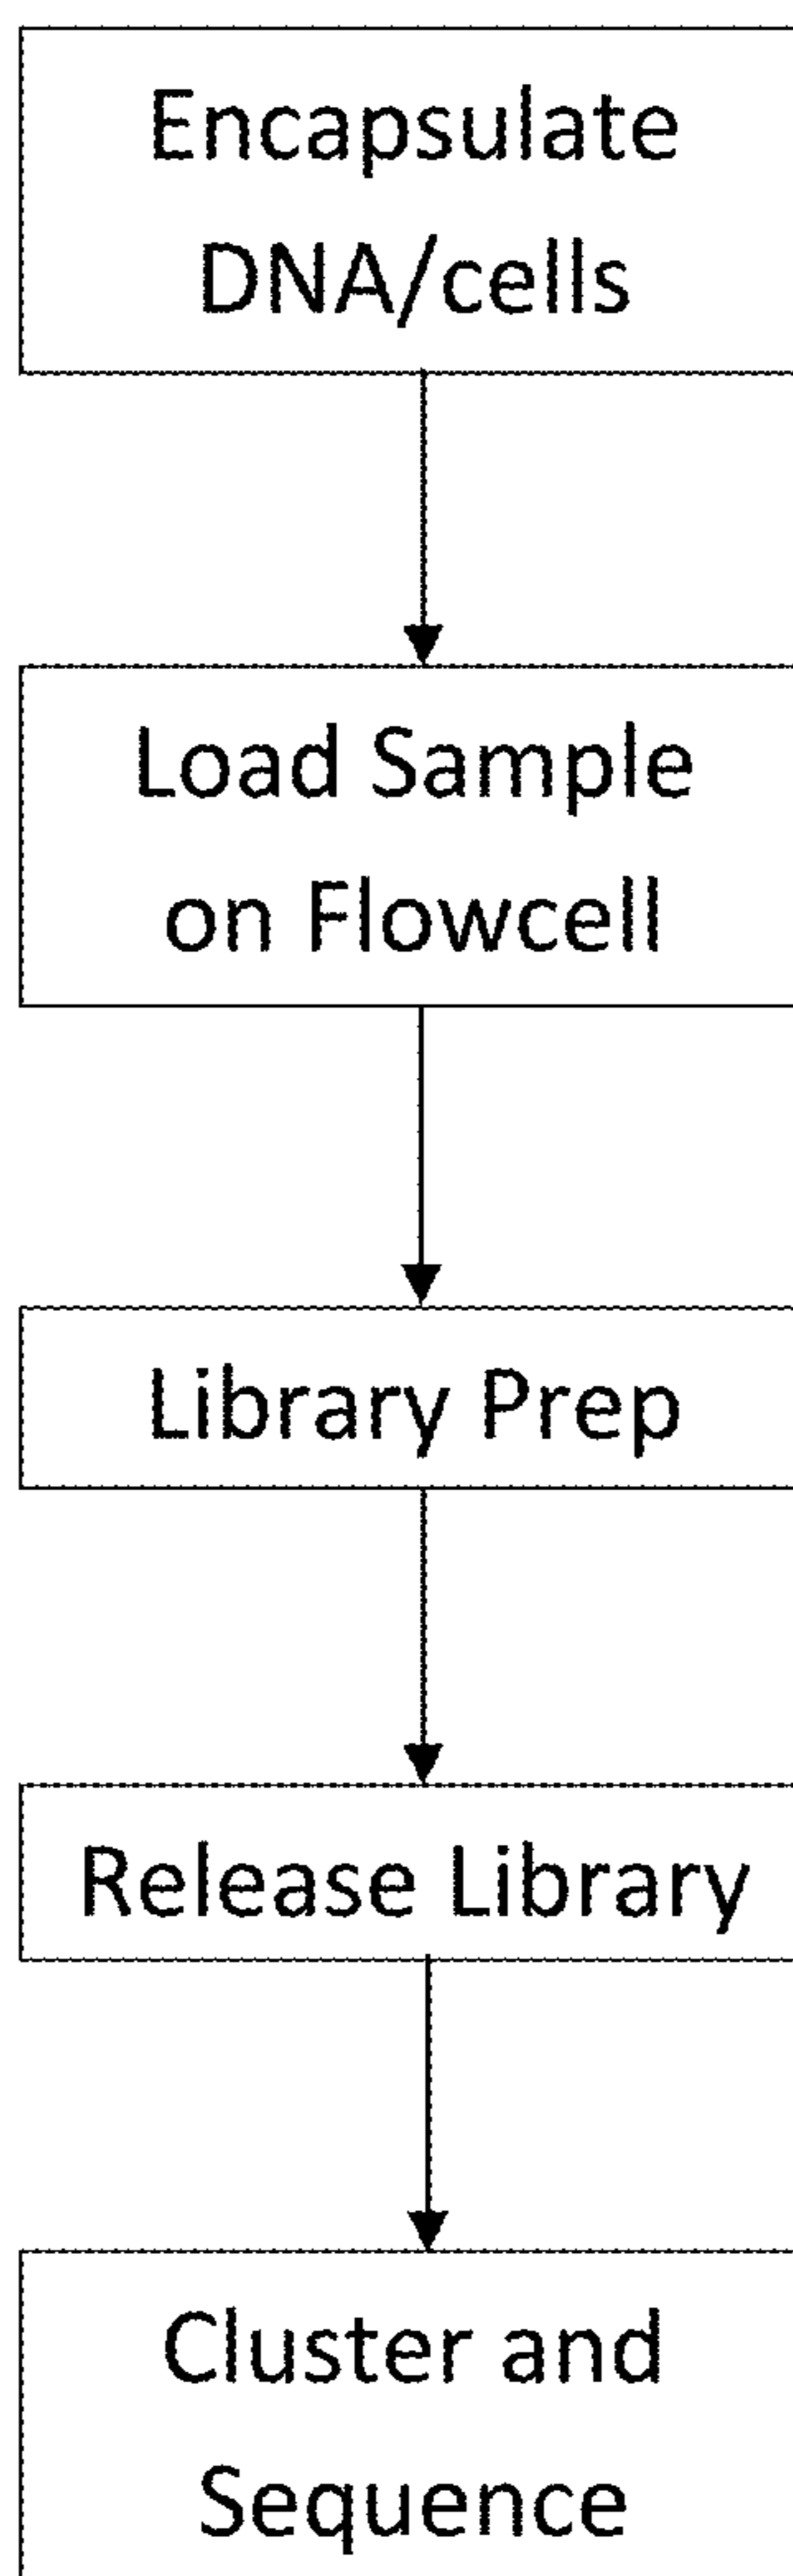 Encapsulate
DNA/cells
Load Sample
on Flowcell
Library Prep
Release Library
Cluster and
Sequence